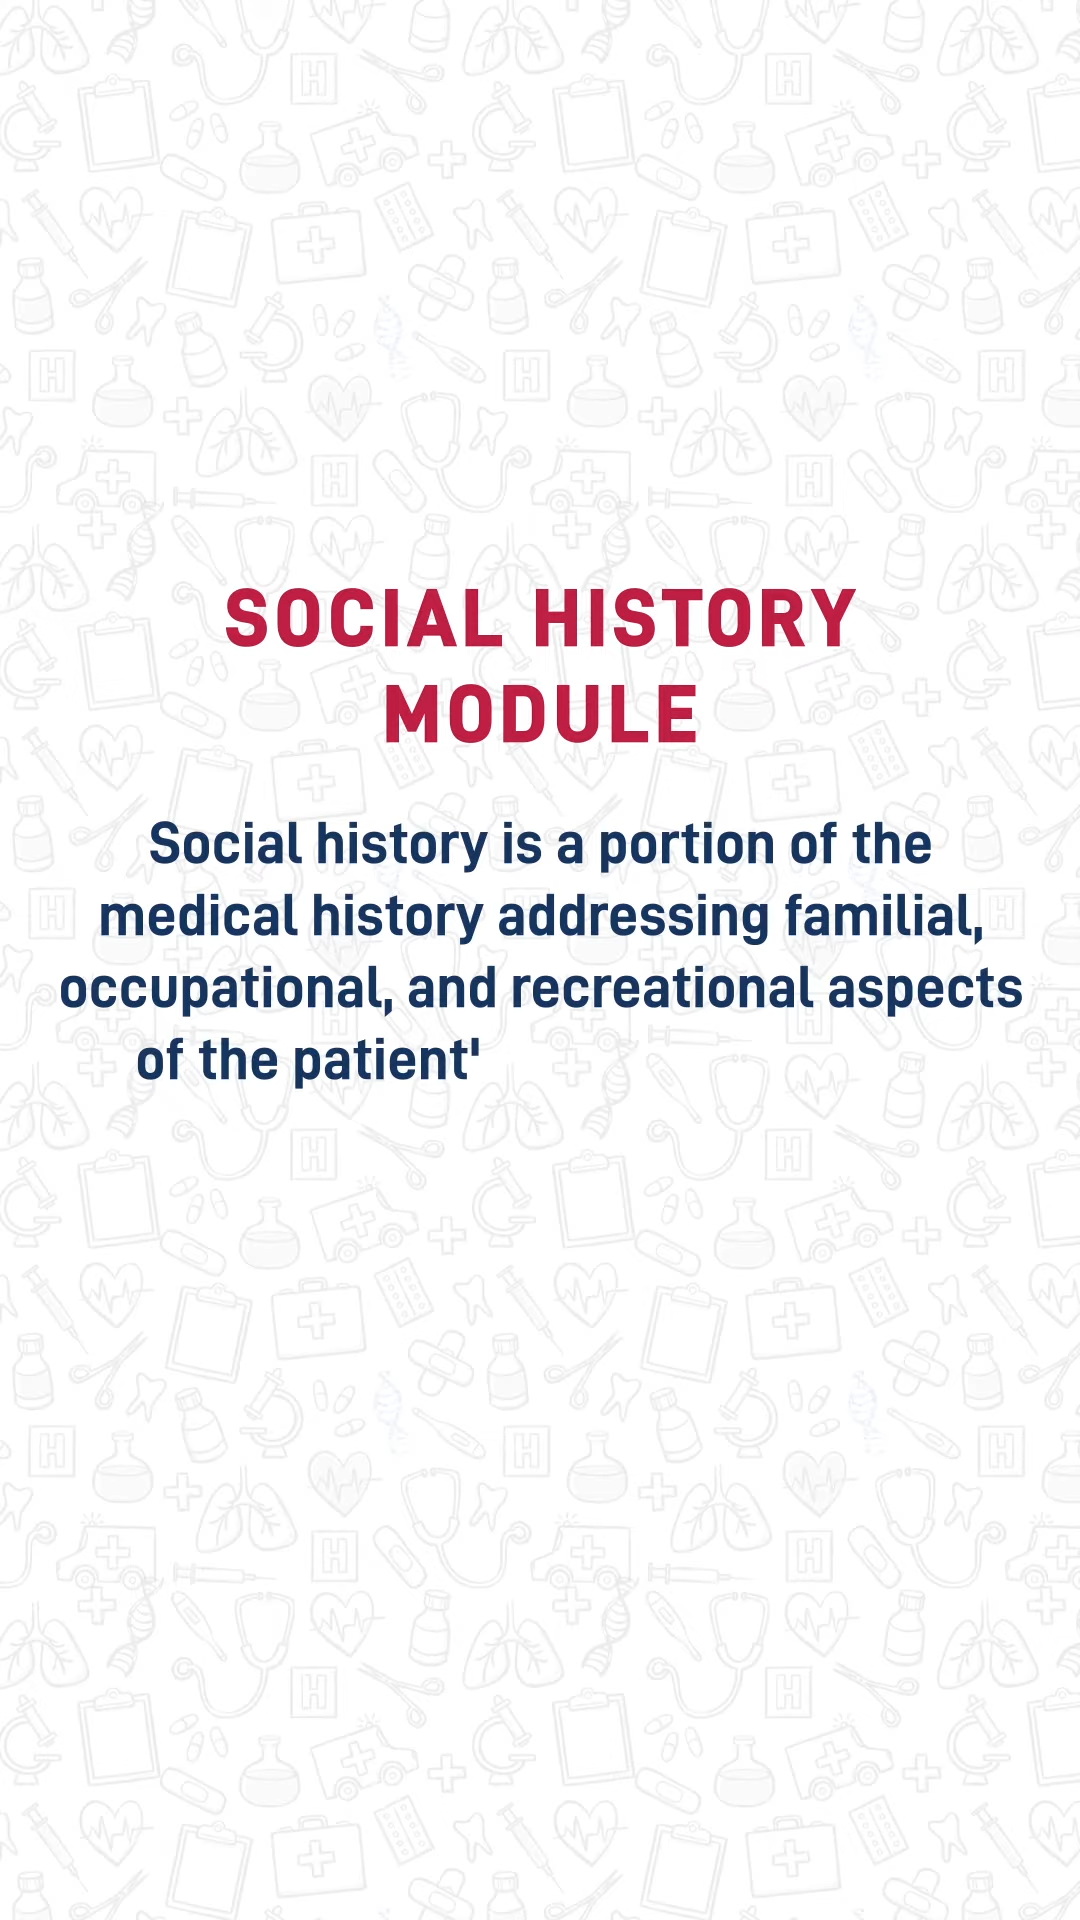 SOCIAL HISTORY
MODULE
Social history is a portion of the
medical history addressing familial,
occupational, and recreational aspects
of the patient'